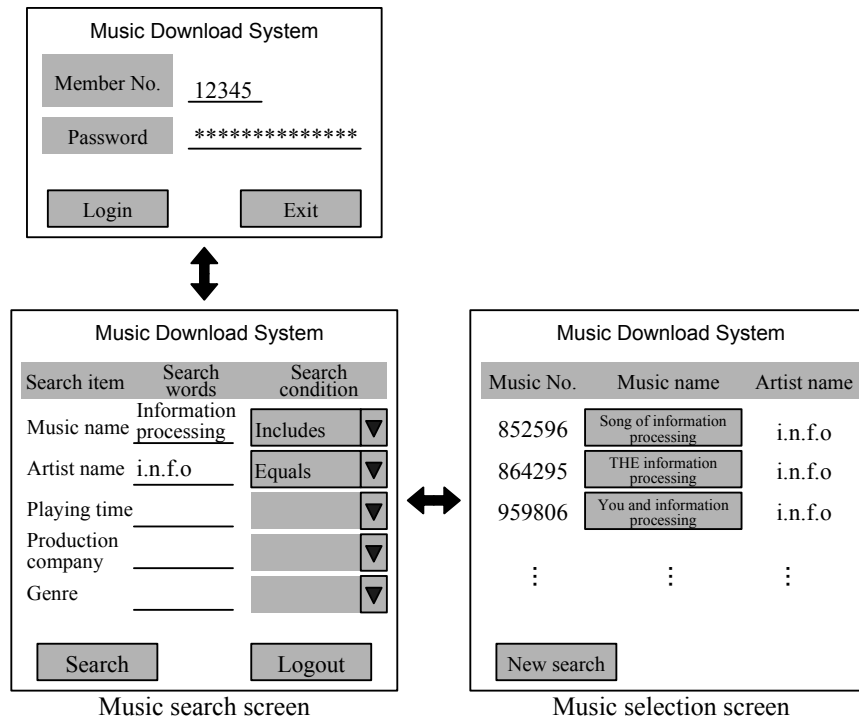 Music Download System
Member No. 12345
Password **************
Login Exit
Music Download System
Search item Search words Search condition
Music name Information processing Includes
Artist name i.n.f.o Equals
Playing time
Production company
Genre
Search Logout
Music search screen
Music Download System
Music No. Music name Artist name
852596 Song of information processing i.n.f.o
864295 THE information processing i.n.f.o
959806 You and information processing i.n.f.o
⋮ ⋮ ⋮
New search
Music selection screen